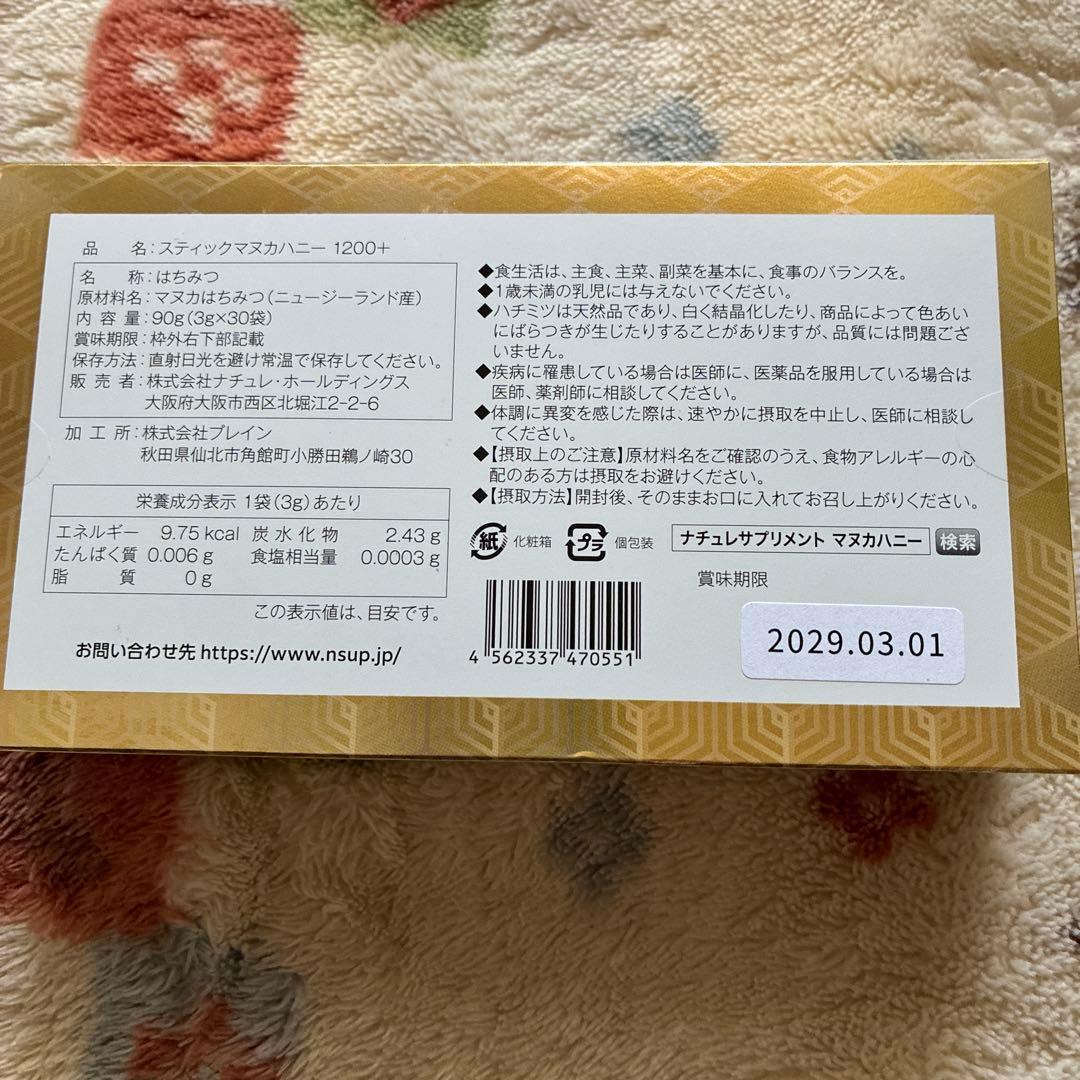 品 名：スティックマヌカハニー 1200+
名 称：はちみつ
原材料名：マヌカはちみつ（ニュージーランド産）
内 容 量：90g（3g×30袋）
賞味期限：枠外右下部記載
保存方法：直射日光を避け常温で保存してください。
販 売 者：株式会社ナチュレ・ホールディングス
大阪府大阪市西区北堀江2-2-6
加 工 所：株式会社ブレイン
秋田県仙北市角館町小勝田鵜ノ崎30
栄養成分表示 1袋（3g）あたり
エネルギー 9.75kcal 炭水化物 2.43g
たんぱく質 0.006g 食塩相当量 0.0003g
脂 質 0g
この表示値は、目安です。
お問い合わせ先 https://www.nsup.jp/
◆食生活は、主食、主菜、副菜を基本に、食事のバランスを。
◆1歳未満の乳児には与えないでください。
◆ハチミツは天然品であり、白く結晶化したり、商品によって色あい
にばらつきが生じたりすることがありますが、品質には問題ござ
いません。
◆疾病に罹患している場合は医師に、医薬品を服用している場合は
医師、薬剤師に相談してください。
◆体調に異変を感じた際は、速やかに摂取を中止し、医師に相談し
てください。
◆【摂取上のご注意】原材料名をご確認のうえ、食物アレルギーの心
配のある方は摂取をお避けください。
◆【摂取方法】開封後、そのままお口に入れてお召し上がりください。
紙 化粧箱 プラ 個包装 ナチュレサプリメント マヌカハニー 検索
賞味期限
4 562337 470551
2029.03.01